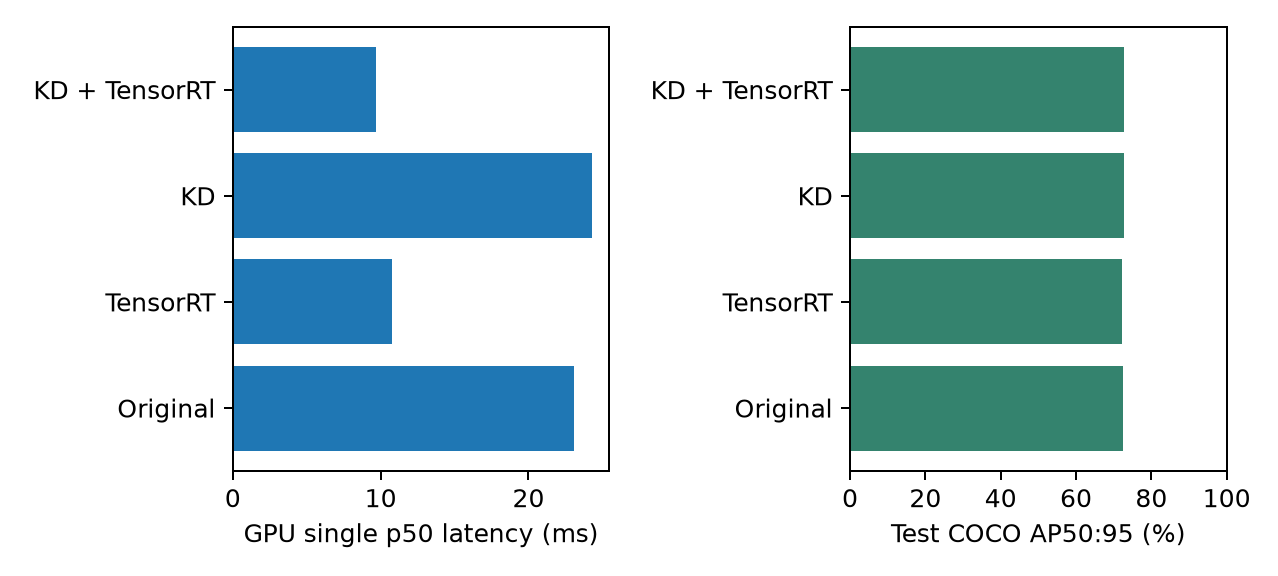 KD + TensorRT
KD
TensorRT
Original
0 10 20
GPU single p50 latency (ms)
KD + TensorRT
KD
TensorRT
Original
0 20 40 60 80 100
Test COCO AP50:95 (%)